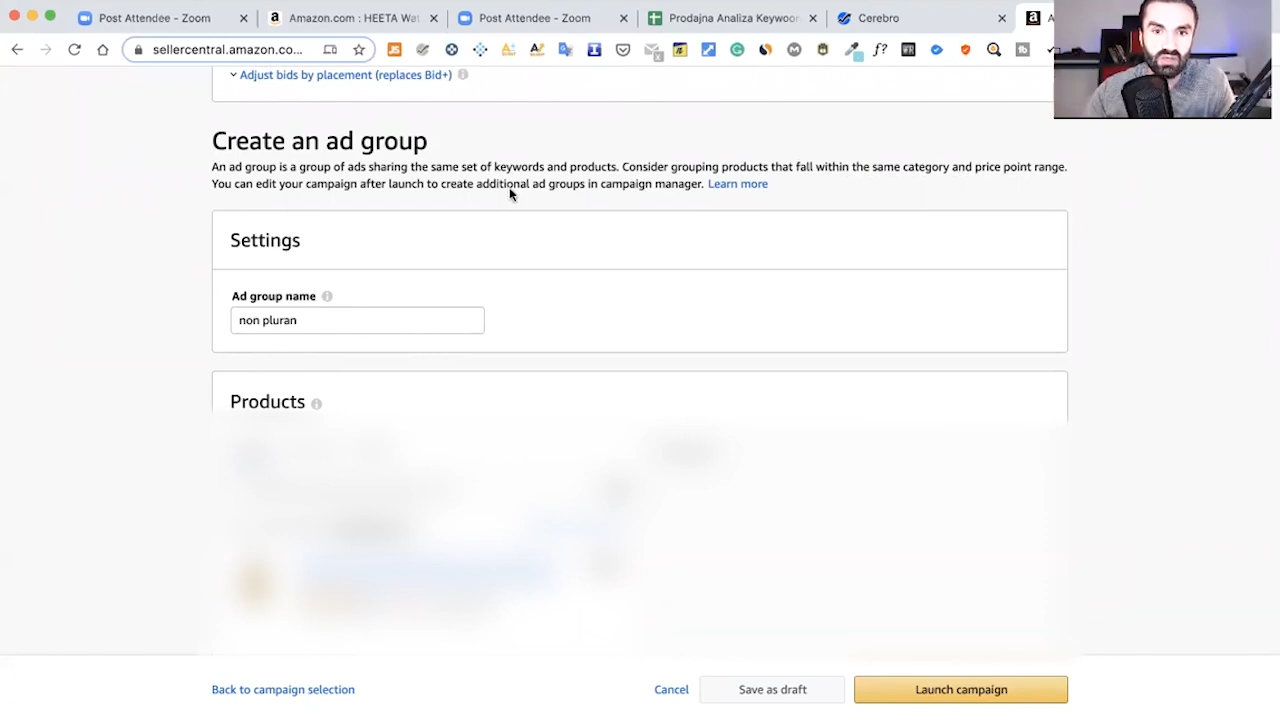 Post Attendee - Zoom
Amazon.com : HEETA Wat
Post Attendee - Zoom
Prodajna Analiza Keywoon
Cerebro
sellercentral.amazon.co...
Adjust bids by placement (replaces Bid+)
Create an ad group
An ad group is a group of ads sharing the same set of keywords and products. Consider grouping products that fall within the same category and price point range.
You can edit your campaign after launch to create additional ad groups in campaign manager. Learn more
Settings
Ad group name
non pluran
Products
Back to campaign selection
Cancel
Save as draft
Launch campaign